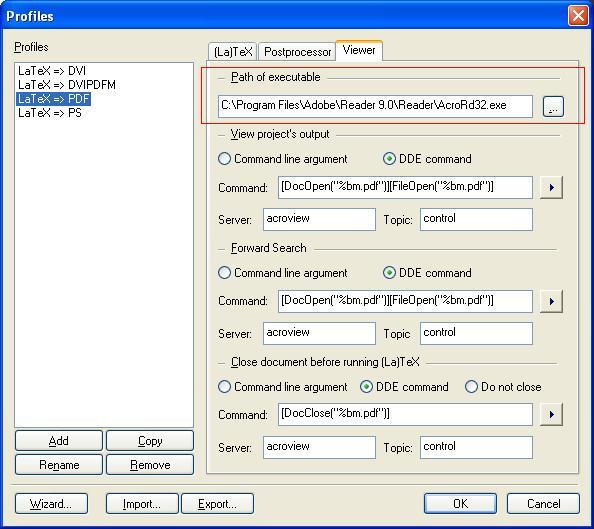 Profiles
Profiles
LaTeX => DVI
LaTeX => DVIPDFM
LaTeX => PDF
LaTeX => PS
Add Copy
Rename Remove
(La)TeX Postprocessor Viewer
Path of executable
C:\Program Files\Adobe\Reader 9.0\Reader\AcroRd32.exe ...
View project's output
Command line argument DDE command
Command: [DocOpen("%bm.pdf")][FileOpen("%bm.pdf")]
Server: acroview Topic: control
Forward Search
Command line argument DDE command
Command: [DocOpen("%bm.pdf")][FileOpen("%bm.pdf")]
Server: acroview Topic control
Close document before running (La)TeX
Command line argument DDE command Do not close
Command: [DocClose("%bm.pdf")]
Server: acroview Topic: control
Wizard... Import... Export... OK Cancel